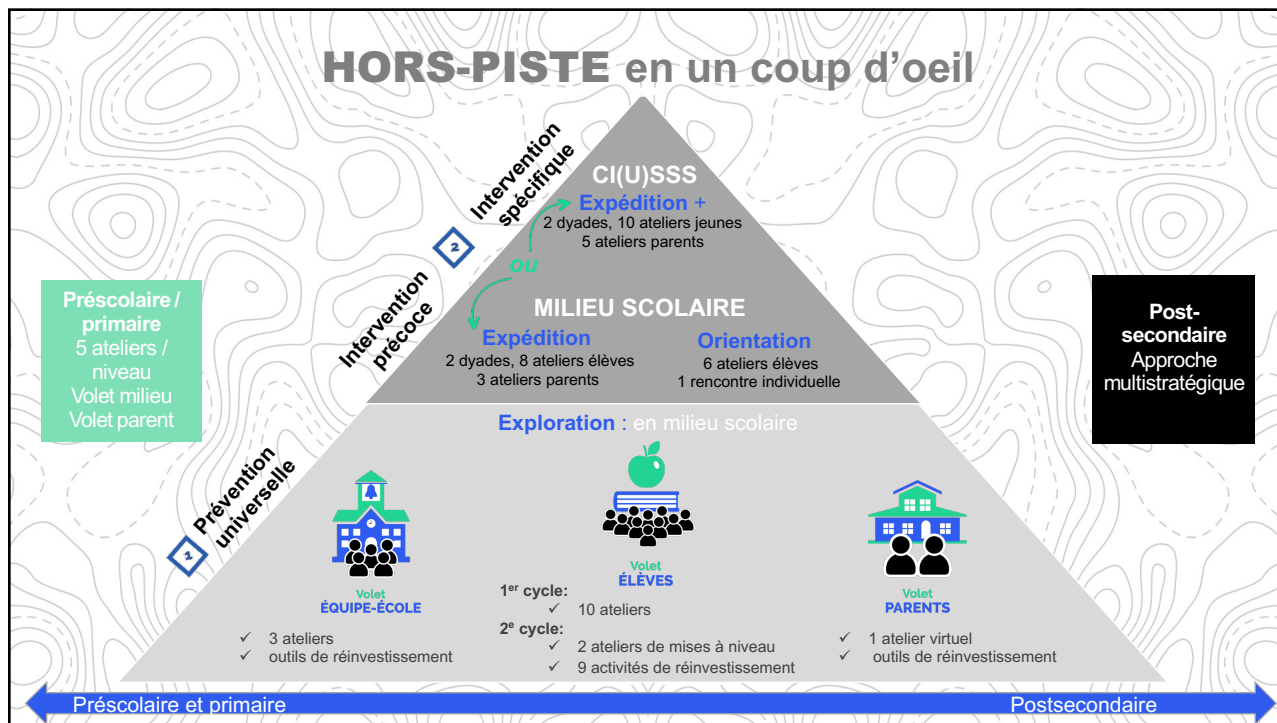 HORS-PISTE en un coup d'oeil
Intervention
spécifique
2
Intervention
précoce
CI(U)SSS
Expédition +
2 dyades, 10 ateliers jeunes
5 ateliers parents
ou
MILIEU SCOLAIRE
Expédition
2 dyades, 8 ateliers élèves
3 ateliers parents
Orientation
6 ateliers élèves
1 rencontre individuelle
Préscolaire /
primaire
5 ateliers /
niveau
Volet milieu
Volet parent
Post-
secondaire
Approche
multistratégique
Prévention
universelle
1
Exploration : en milieu scolaire
Volet
ÉQUIPE-ÉCOLE
✓ 3 ateliers
✓ outils de réinvestissement
Volet
ÉLÈVES
1er cycle:
✓ 10 ateliers
2e cycle:
✓ 2 ateliers de mises à niveau
✓ 9 activités de réinvestissement
Volet
PARENTS
✓ 1 atelier virtuel
✓ outils de réinvestissement
Préscolaire et primaire
Postsecondaire